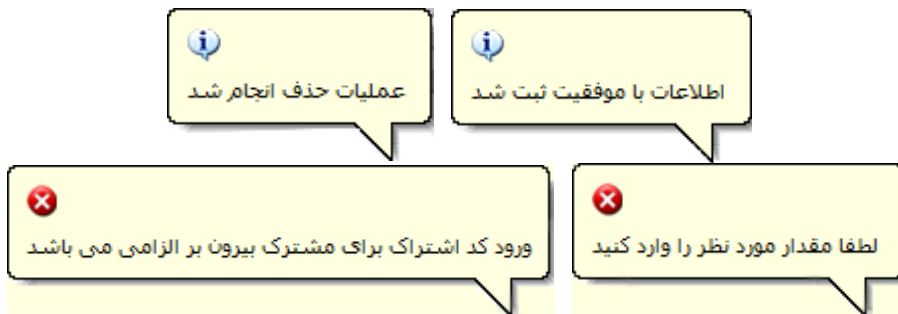 اطلاعات با موفقیت ثبت شد
عملیات حذف انجام شد
لطفا مقدار مورد نظر را وارد کنید
ورود کد اشتراک برای مشترک بیرون بر الزامی می باشد